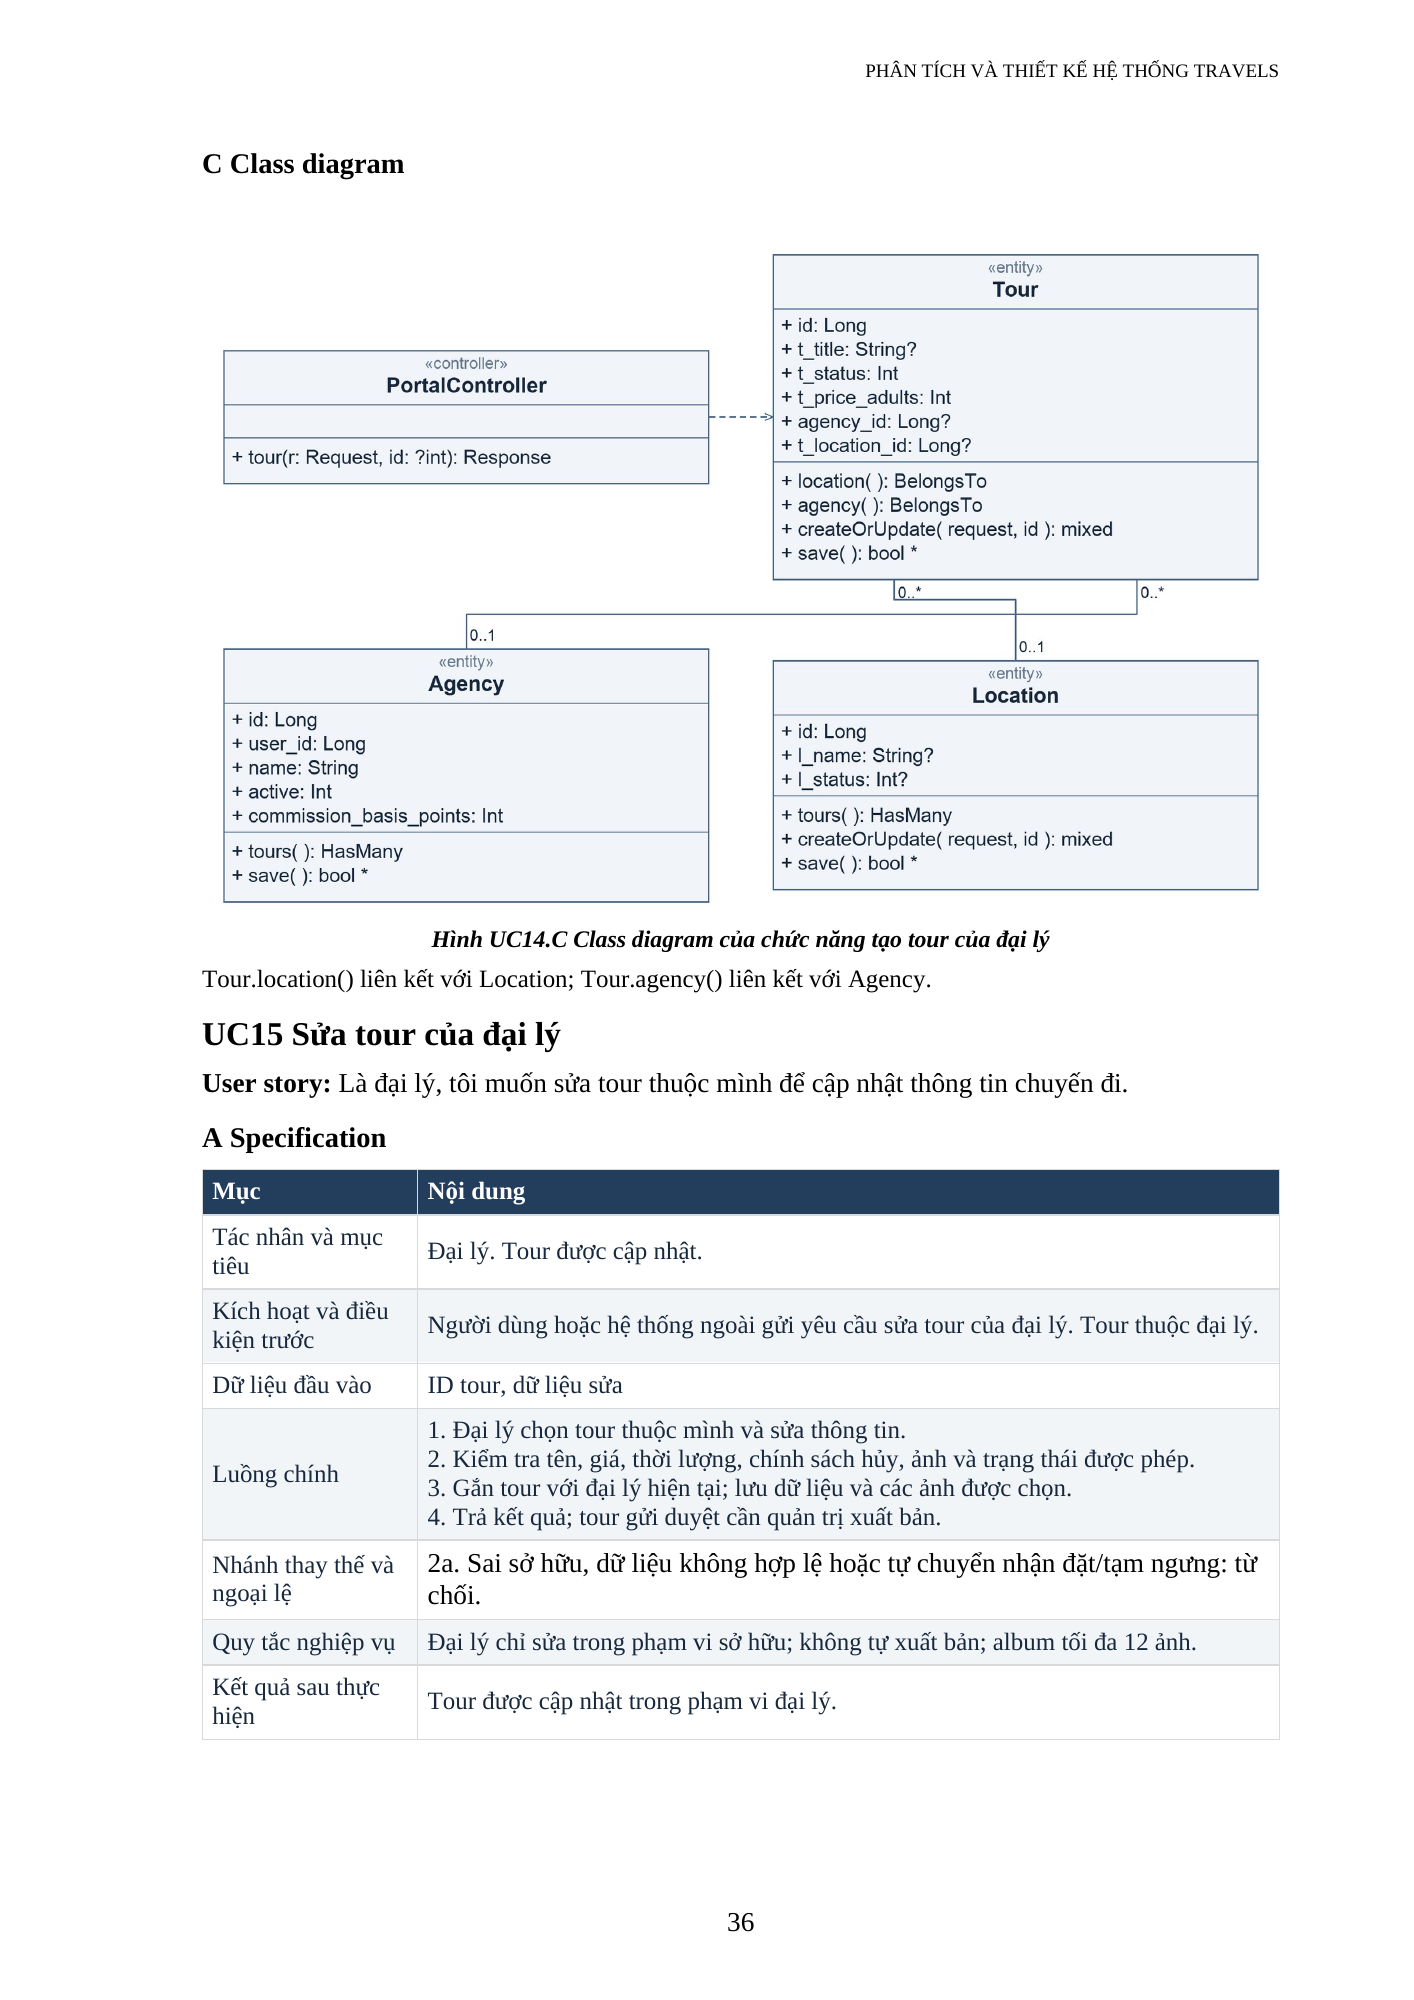 PHÂN TÍCH VÀ THIẾT KẾ HỆ THỐNG TRAVELS
C Class diagram
«entity»
Tour
+ id: Long
+ t_title: String?
+ t_status: Int
+ t_price_adults: Int
+ agency_id: Long?
+ t_location_id: Long?
+ location( ): BelongsTo
+ agency( ): BelongsTo
+ createOrUpdate( request, id ): mixed
+ save( ): bool *
«controller»
PortalController
+ tour(r: Request, id: ?int): Response
0..*
0..*
0..1
0..1
«entity»
Agency
+ id: Long
+ user_id: Long
+ name: String
+ active: Int
+ commission_basis_points: Int
+ tours( ): HasMany
+ save( ): bool *
«entity»
Location
+ id: Long
+ l_name: String?
+ l_status: Int?
+ tours( ): HasMany
+ createOrUpdate( request, id ): mixed
+ save( ): bool *
Hình UC14.C Class diagram của chức năng tạo tour của đại lý
Tour.location() liên kết với Location; Tour.agency() liên kết với Agency.
UC15 Sửa tour của đại lý
User story: Là đại lý, tôi muốn sửa tour thuộc mình để cập nhật thông tin chuyến đi.
A Specification
Mục
Nội dung
Tác nhân và mục
tiêu
Đại lý. Tour được cập nhật.
Kích hoạt và điều
kiện trước
Người dùng hoặc hệ thống ngoài gửi yêu cầu sửa tour của đại lý. Tour thuộc đại lý.
Dữ liệu đầu vào
ID tour, dữ liệu sửa
Luồng chính
1. Đại lý chọn tour thuộc mình và sửa thông tin.
2. Kiểm tra tên, giá, thời lượng, chính sách hủy, ảnh và trạng thái được phép.
3. Gắn tour với đại lý hiện tại; lưu dữ liệu và các ảnh được chọn.
4. Trả kết quả; tour gửi duyệt cần quản trị xuất bản.
Nhánh thay thế và
ngoại lệ
2a. Sai sở hữu, dữ liệu không hợp lệ hoặc tự chuyển nhận đặt/tạm ngưng: từ
chối.
Quy tắc nghiệp vụ
Đại lý chỉ sửa trong phạm vi sở hữu; không tự xuất bản; album tối đa 12 ảnh.
Kết quả sau thực
hiện
Tour được cập nhật trong phạm vi đại lý.
36